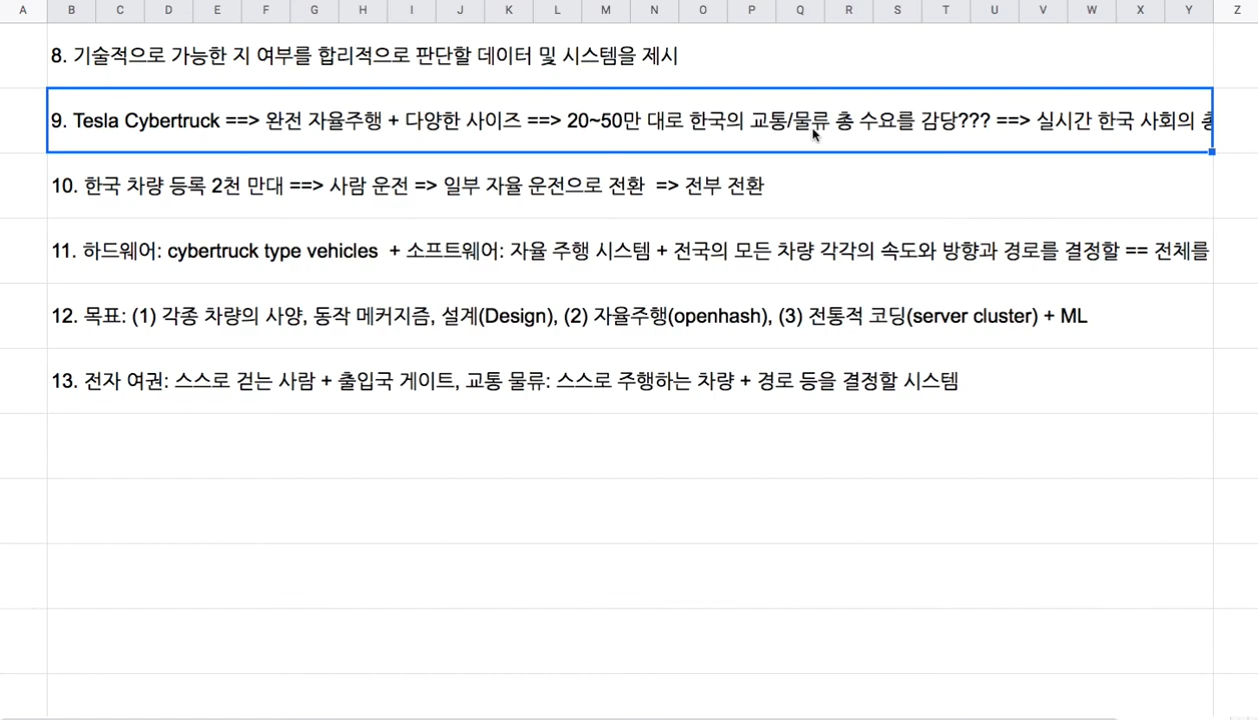 A B C D E F G H I J K L M N O P Q R S T U V W X Y Z
8. 기술적으로 가능한 지 여부를 합리적으로 판단할 데이터 및 시스템을 제시
9. Tesla Cybertruck ==> 완전 자율주행 + 다양한 사이즈 ==> 20~50만 대로 한국의 교통/물류 총 수요를 감당??? ==> 실시간 한국 사회의
10. 한국 차량 등록 2천 만대 ==> 사람 운전 => 일부 자율 운전으로 전환 => 전부 전환
11. 하드웨어: cybertruck type vehicles + 소프트웨어: 자율 주행 시스템 + 전국의 모든 차량 각각의 속도와 방향과 경로를 결정할 == 전체를
12. 목표: (1) 각종 차량의 사양, 동작 메커지즘, 설계(Design), (2) 자율주행(openhash), (3) 전통적 코딩(server cluster) + ML
13. 전자 여권: 스스로 걷는 사람 + 출입국 게이트, 교통 물류: 스스로 주행하는 차량 + 경로 등을 결정할 시스템